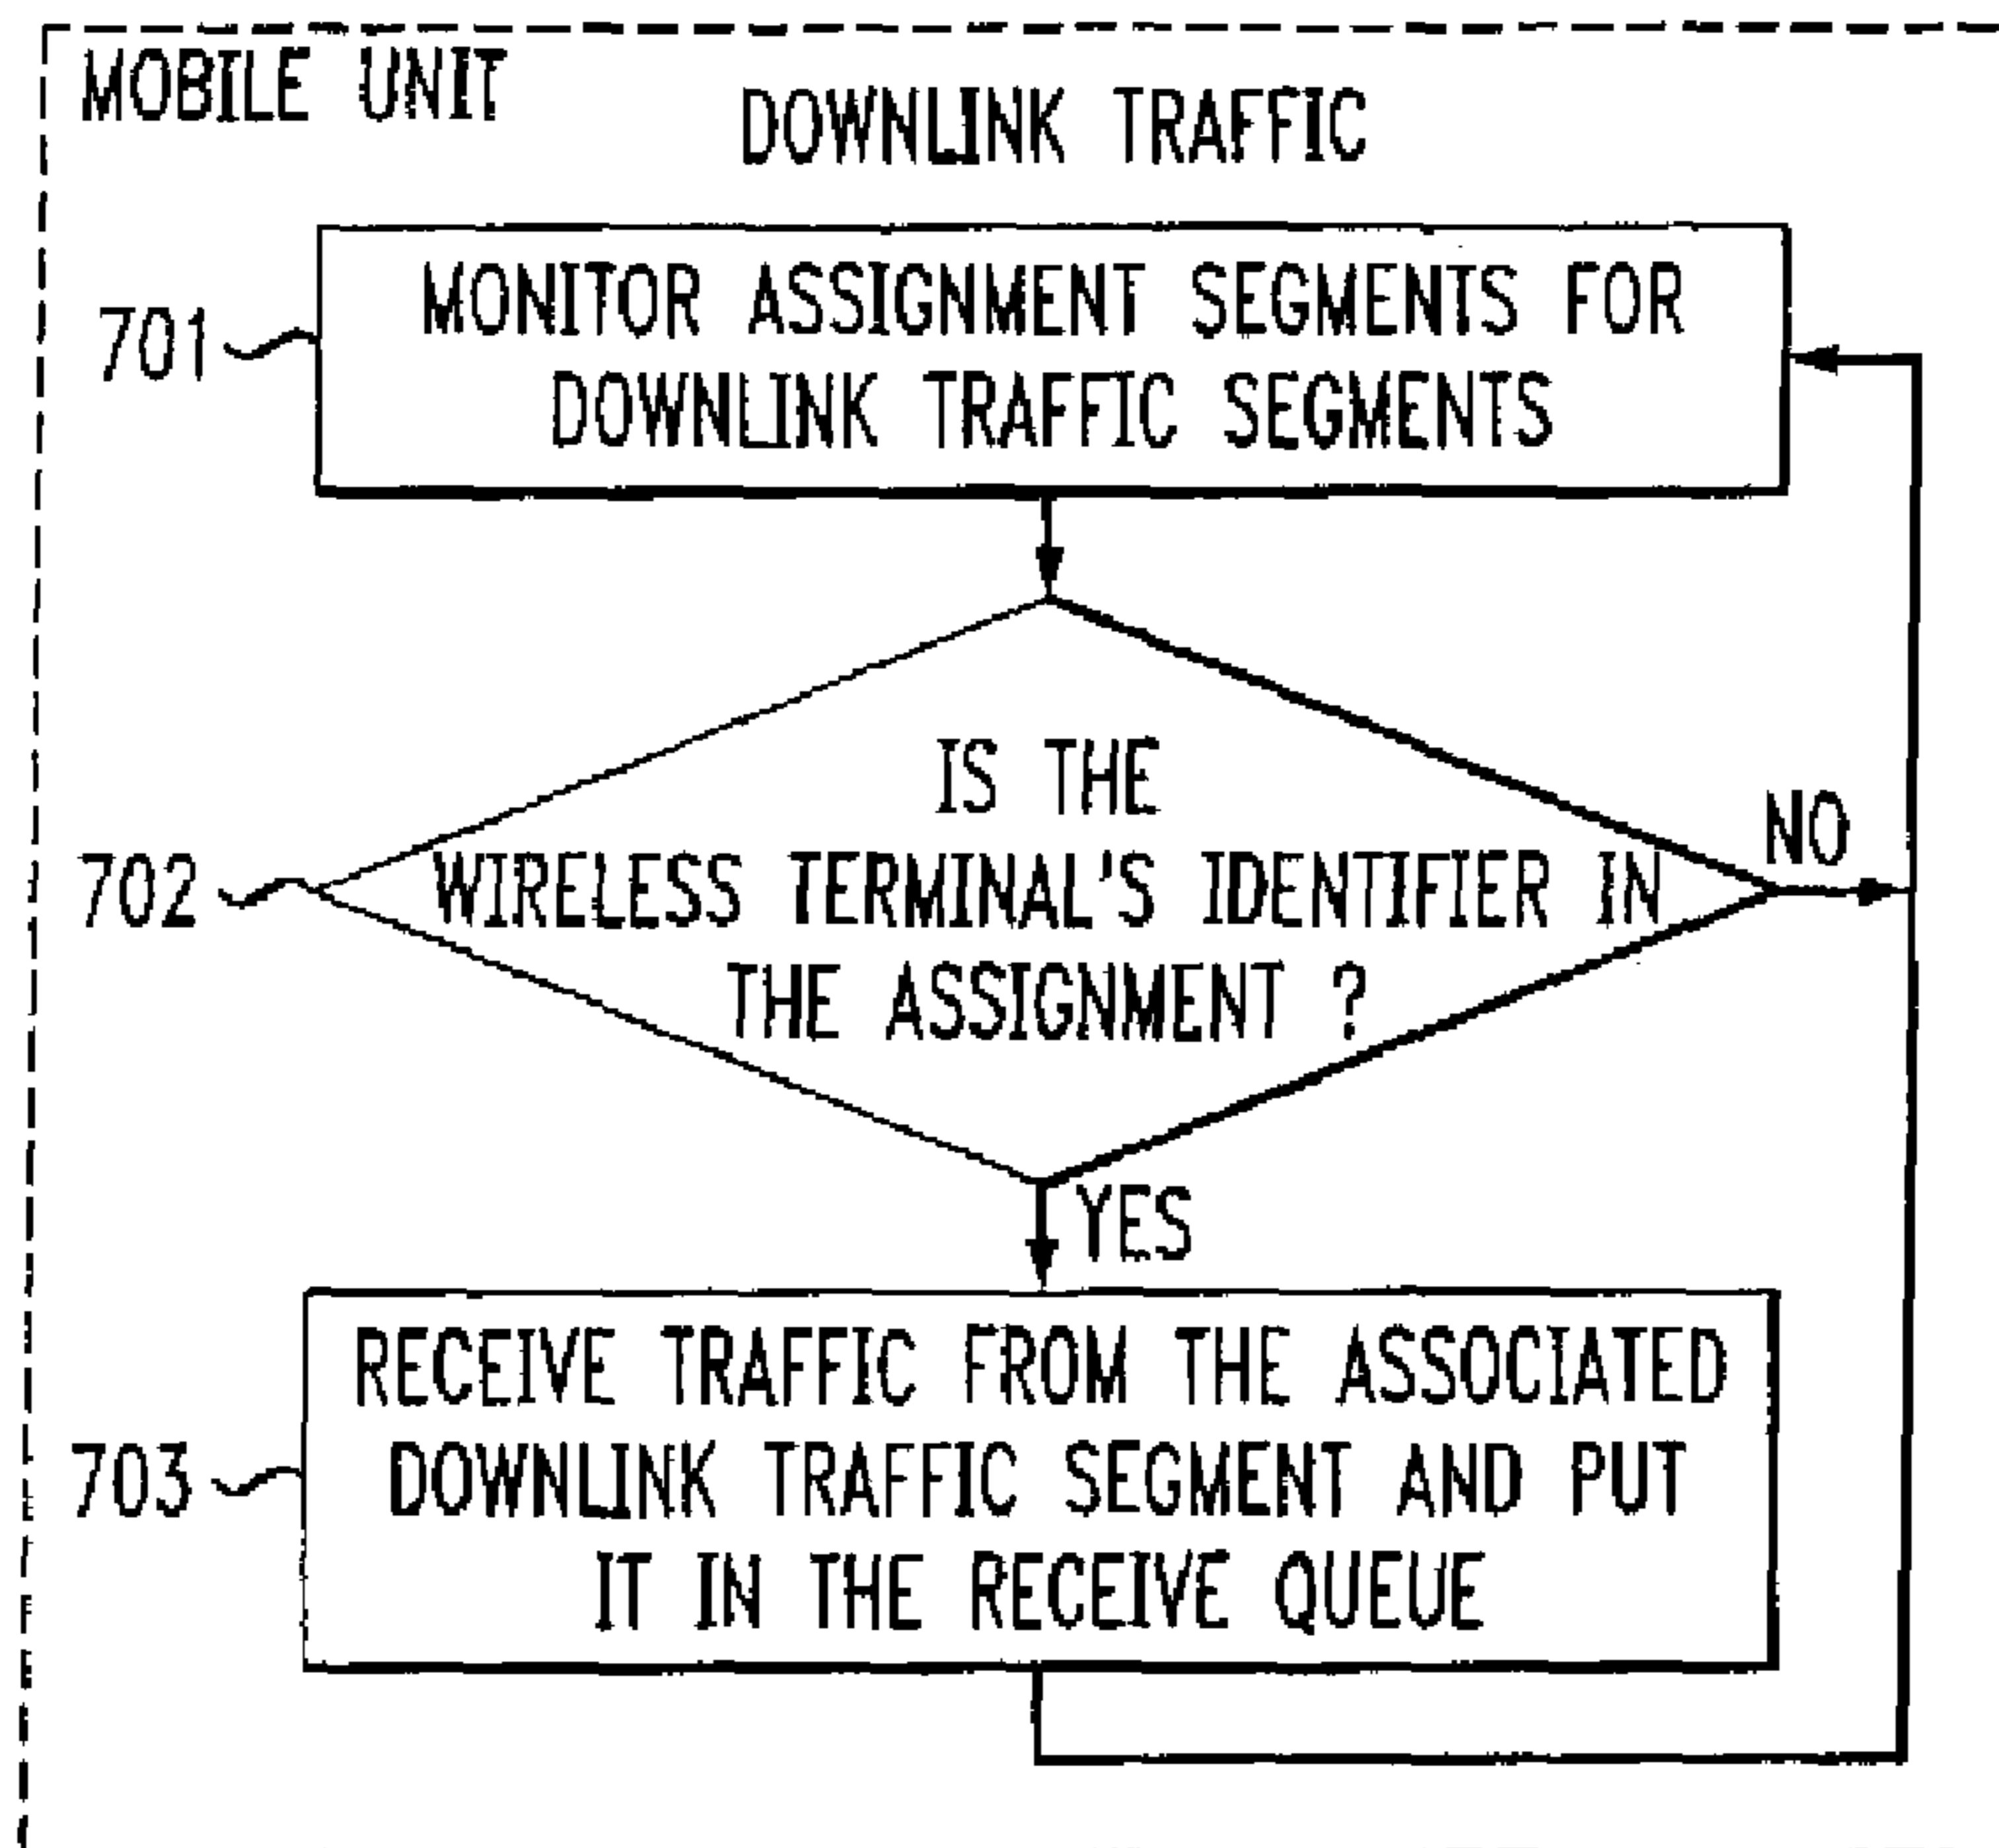 MOBILE UNIT
DOWNLINK TRAFFIC
701
MONITOR ASSIGNMENT SEGMENTS FOR
DOWNLINK TRAFFIC SEGMENTS
702
IS THE
WIRELESS TERMINAL'S IDENTIFIER IN
THE ASSIGNMENT ?
NO
YES
703
RECEIVE TRAFFIC FROM THE ASSOCIATED
DOWNLINK TRAFFIC SEGMENT AND PUT
IT IN THE RECEIVE QUEUE